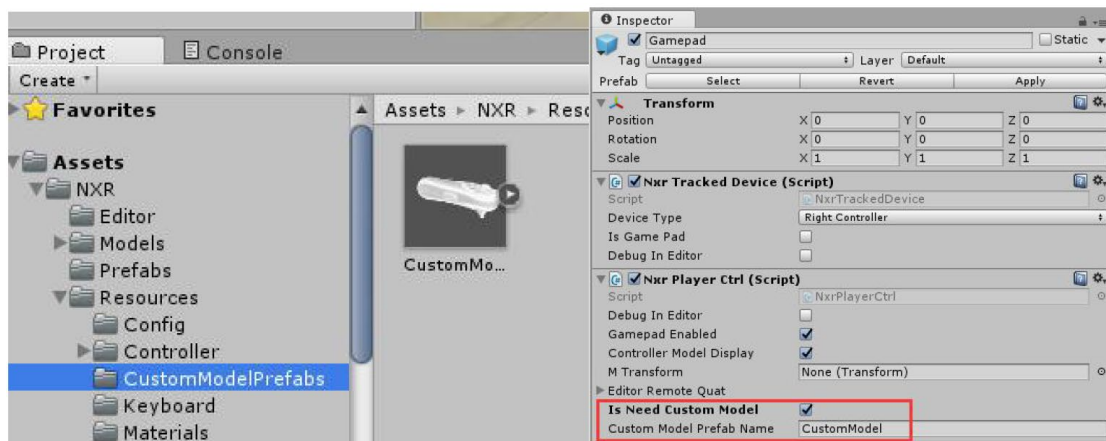 Project
Console
Create
Favorites
Assets
NXR
Editor
Models
Prefabs
Resources
Config
Controller
CustomModelPrefabs
Keyboard
Materials
Assets ▸ NXR ▸
CustomMo...
Inspector
Gamepad Static
Tag Untagged Layer Default
Prefab Select Revert Apply
Transform
Position X 0 Y 0 Z 0
Rotation X 0 Y 0 Z 0
Scale X 1 Y 1 Z 1
Nxr Tracked Device (Script)
Script NxrTrackedDevice
Device Type Right Controller
Is Game Pad
Debug In Editor
Nxr Player Ctrl (Script)
Script NxrPlayerCtrl
Debug In Editor
Gamepad Enabled
Controller Model Display
M Transform None (Transform)
Editor Remote Quat
Is Need Custom Model
Custom Model Prefab Name CustomModel